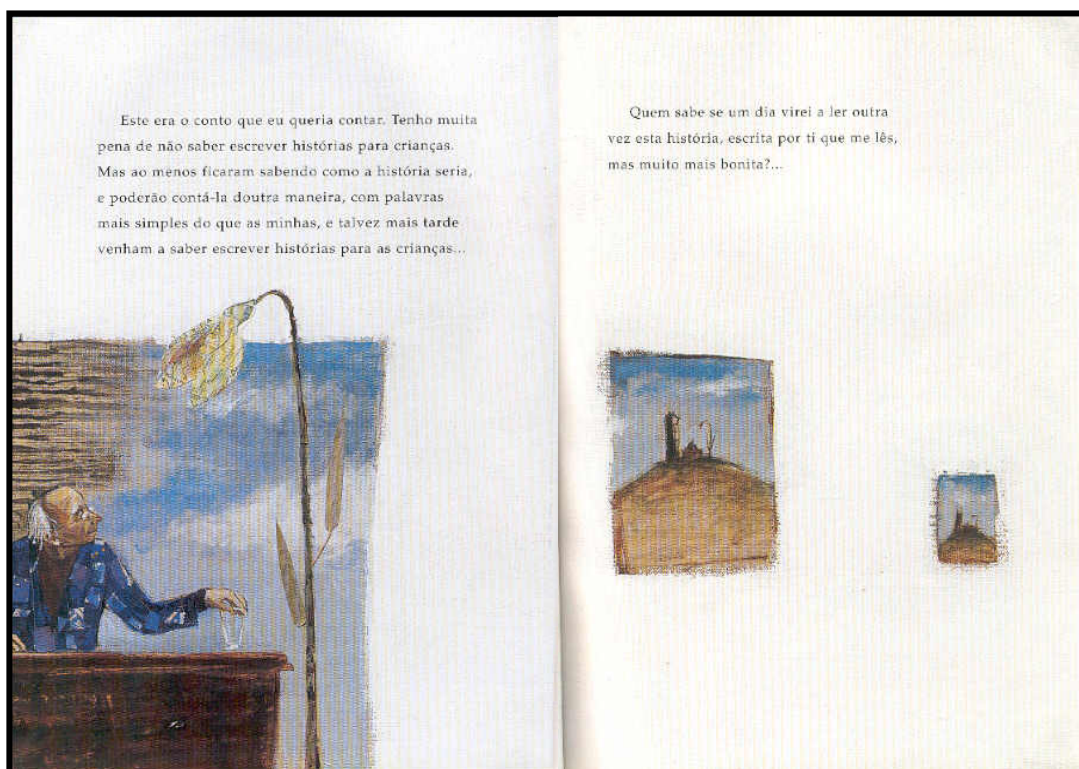 Este era o conto que eu queria contar. Tenho muita
pena de não saber escrever histórias para crianças.
Mas ao menos ficaram sabendo como a história seria,
e poderão contá-la doutra maneira, com palavras
mais simples do que as minhas, e talvez mais tarde
venham a saber escrever histórias para as crianças...
Quem sabe se um dia virei a ler outra
vez esta história, escrita por ti que me lês,
mas muito mais bonita?...